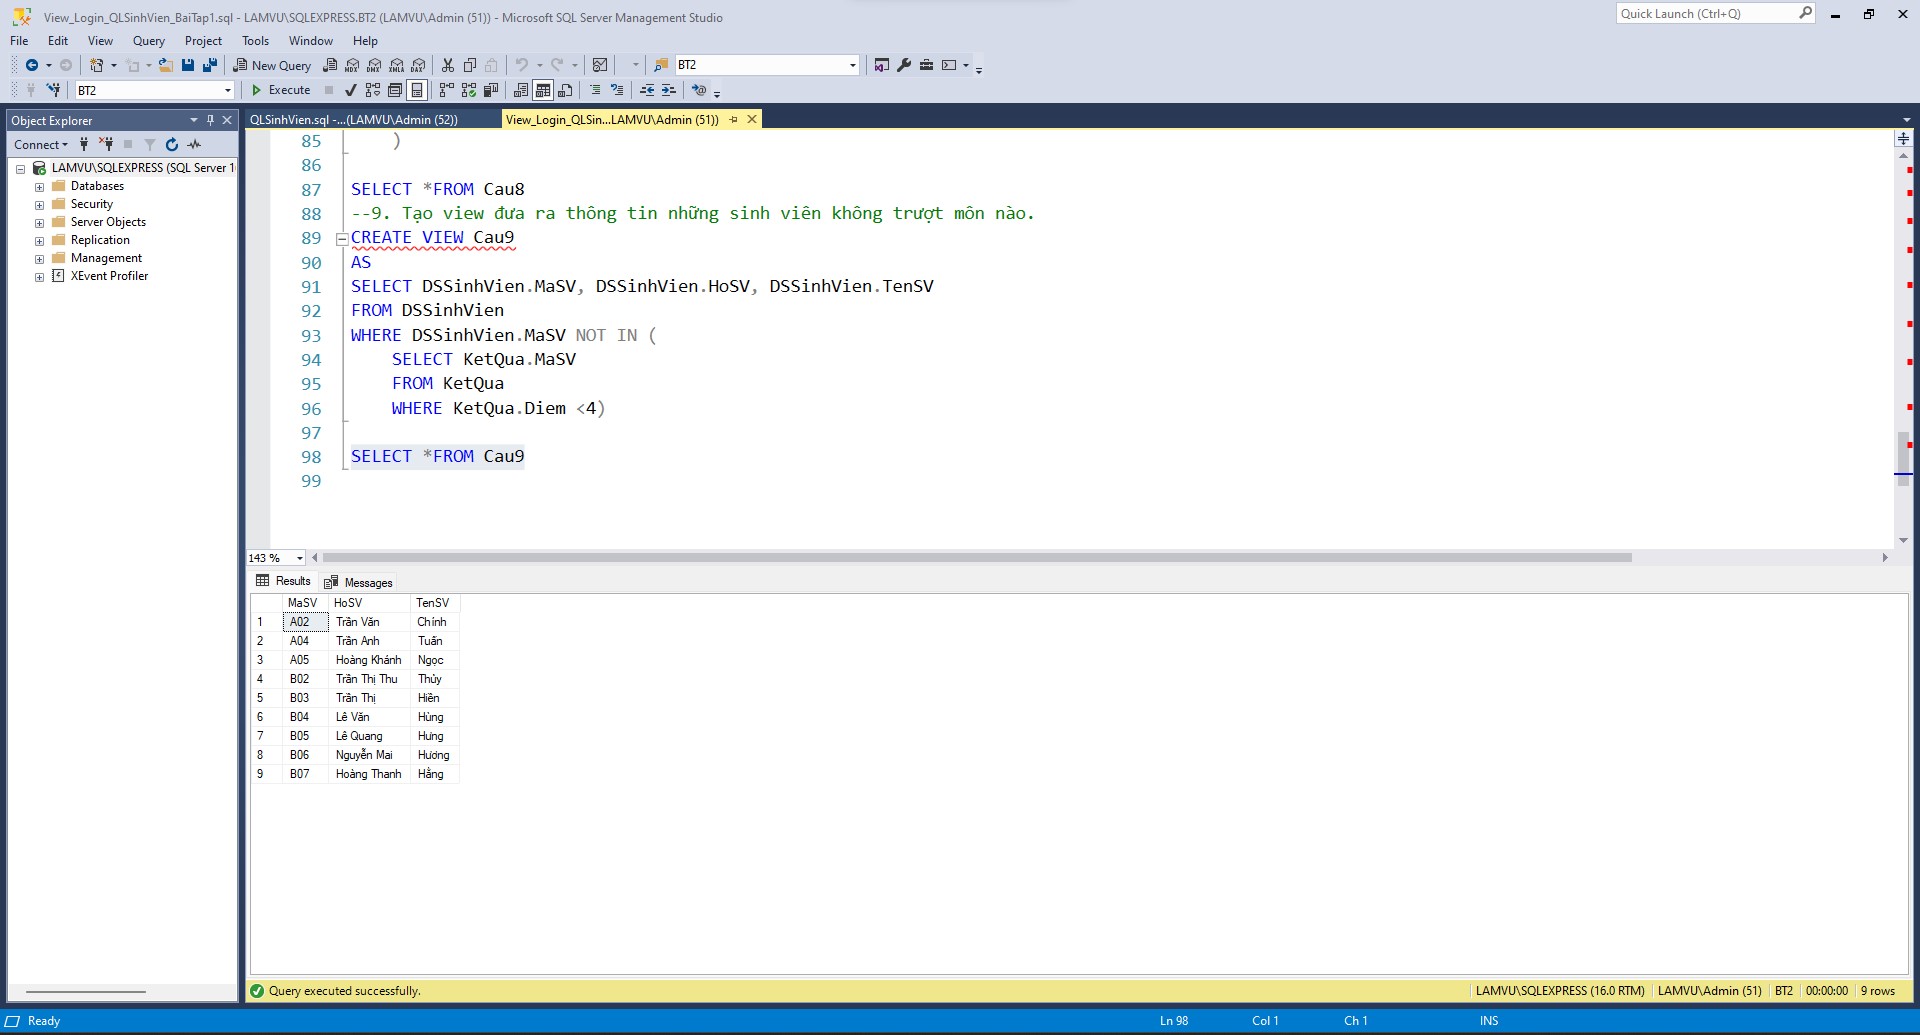 View_Login_QLSinhVien_BaiTap1.sql - LAMVU\SQLEXPRESS.BT2 (LAMVU\Admin (51)) - Microsoft SQL Server Management Studio
Quick Launch (Ctrl+Q)
File Edit View Query Project Tools Window Help
New Query MDX DMX XMLA DAX BT2
BT2 Execute
Object Explorer
QLSinhVien.sql -...(LAMVU\Admin (52))
View_Login_QLSin...LAMVU\Admin (51))
Connect
LAMVU\SQLEXPRESS (SQL Server 1
Databases
Security
Server Objects
Replication
Management
XEvent Profiler
85 )
86
87 SELECT *FROM Cau8
88 --9. Tạo view đưa ra thông tin những sinh viên không trượt môn nào.
89 CREATE VIEW Cau9
90 AS
91 SELECT DSSinhVien.MaSV, DSSinhVien.HoSV, DSSinhVien.TenSV
92 FROM DSSinhVien
93 WHERE DSSinhVien.MaSV NOT IN (
94 SELECT KetQua.MaSV
95 FROM KetQua
96 WHERE KetQua.Diem <4)
97
98 SELECT *FROM Cau9
99
143 %
Results Messages
MaSV HoSV TenSV
1 A02 Trần Văn Chính
2 A04 Trần Anh Tuấn
3 A05 Hoàng Khánh Ngọc
4 B02 Trần Thị Thu Thủy
5 B03 Trần Thị Hiền
6 B04 Lê Văn Hùng
7 B05 Lê Quang Hưng
8 B06 Nguyễn Mai Hương
9 B07 Hoàng Thanh Hằng
Query executed successfully.
LAMVU\SQLEXPRESS (16.0 RTM) LAMVU\Admin (51) BT2 00:00:00 9 rows
Ready Ln 98 Col 1 Ch 1 INS